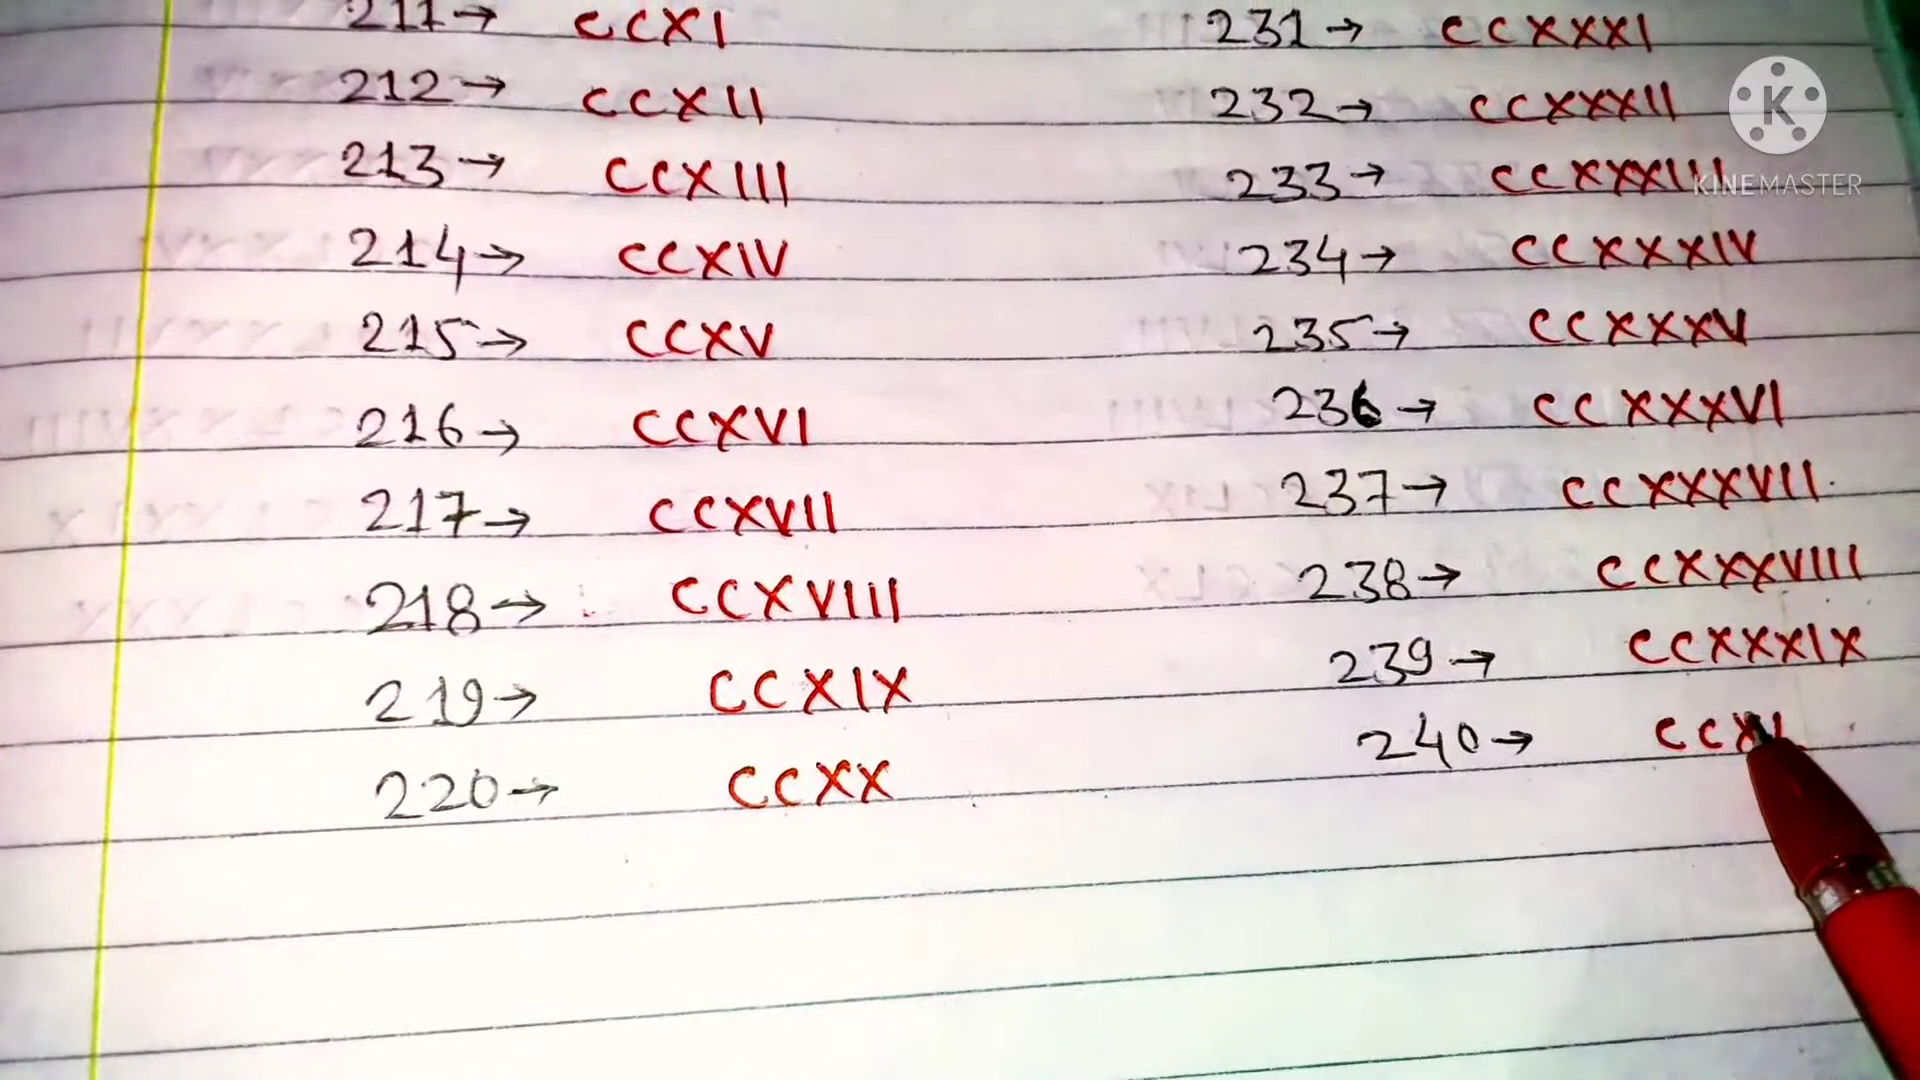 211→ CCXI
212→ CCXII
213→ CCXIII
214→ CCXIV
215→ CCXV
216→ CCXVI
217→ CCXVII
218→ CCXVIII
219→ CCXIX
220→ CCXX
231→ CCXXXI
232→ CCXXXII
233→ CCXXXIII
234→ CCXXXIV
235→ CCXXXV
236→ CCXXXVI
237→ CCXXXVII
238→ CCXXXVIII
239→ CCXXXIX
240→ CCXL
K
KINEMASTER